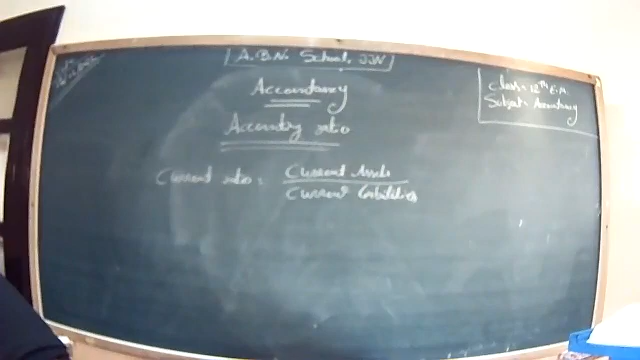 A.B.N. School, JJN
Class = 12th E.M.
Subject = Accountancy
Accountancy
Accounting ratio
Current ratio = Current Assets
Current Liabilities